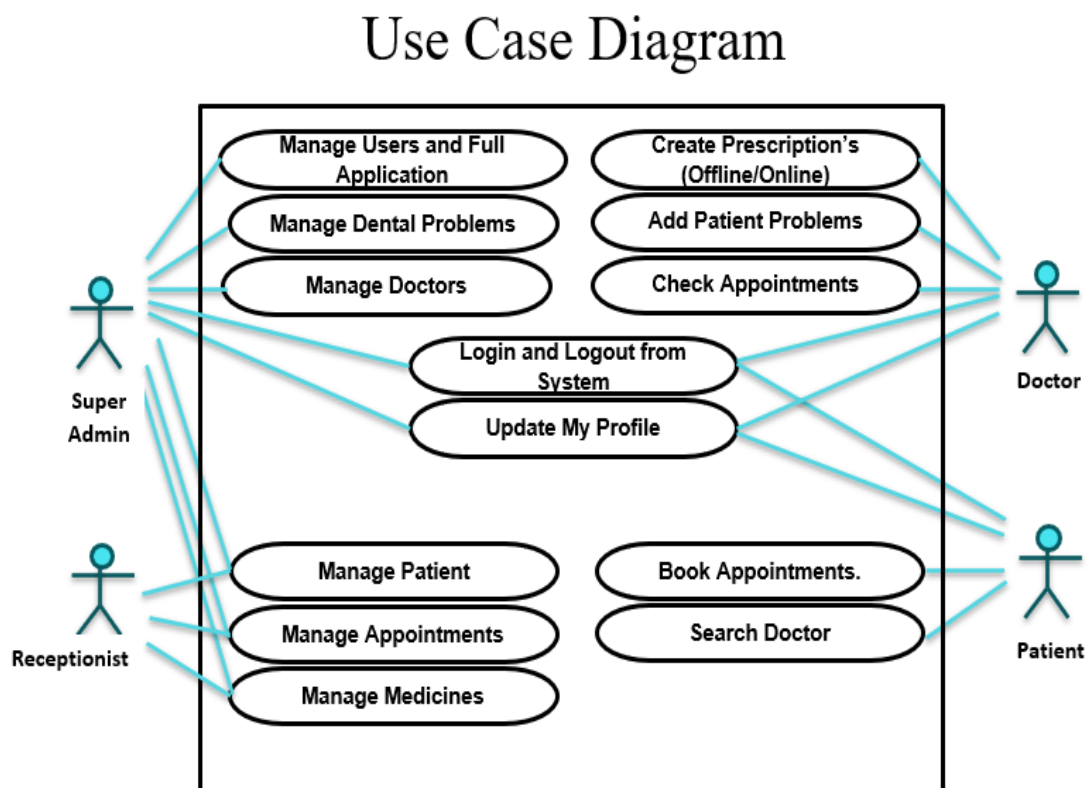 Use Case Diagram
Manage Users and Full
Application
Create Prescription's
(Offline/Online)
Manage Dental Problems
Add Patient Problems
Manage Doctors
Check Appointments
Login and Logout from
System
Update My Profile
Super
Admin
Doctor
Manage Patient
Book Appointments.
Manage Appointments
Search Doctor
Receptionist
Patient
Manage Medicines